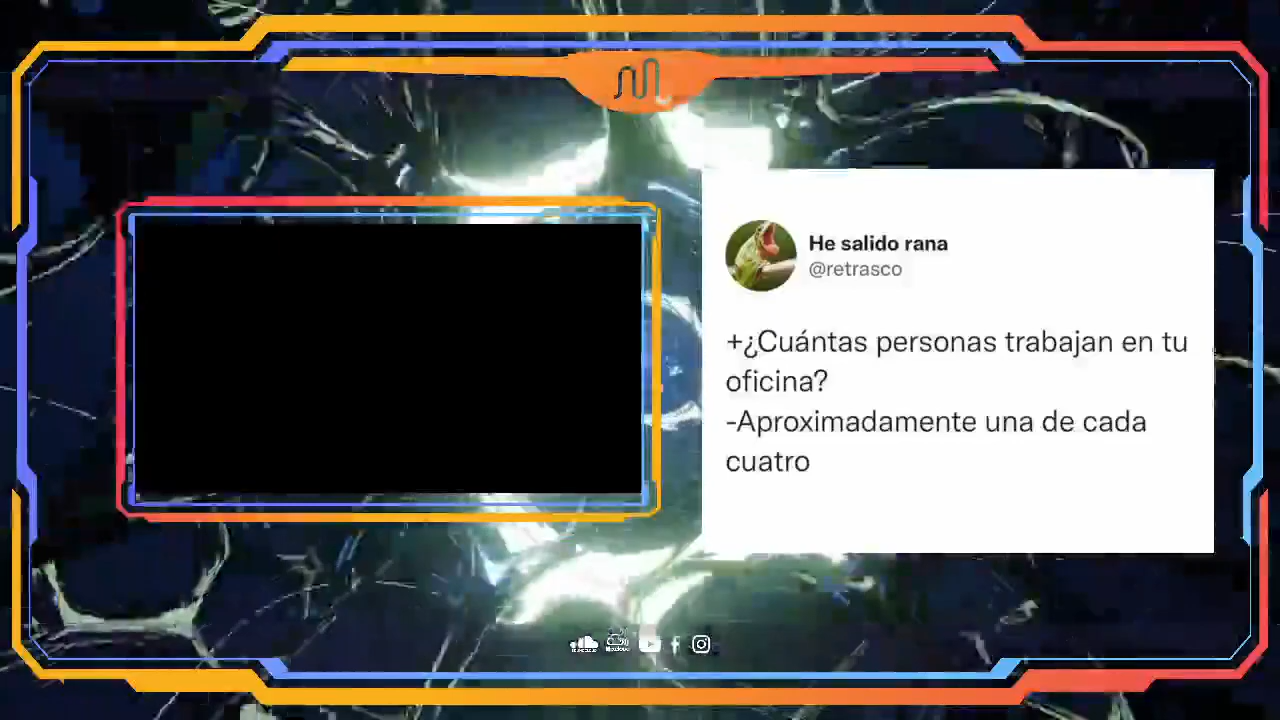 He salido rana
@retrasco
+¿Cuántas personas trabajan en tu
oficina?
-Aproximadamente una de cada
cuatro